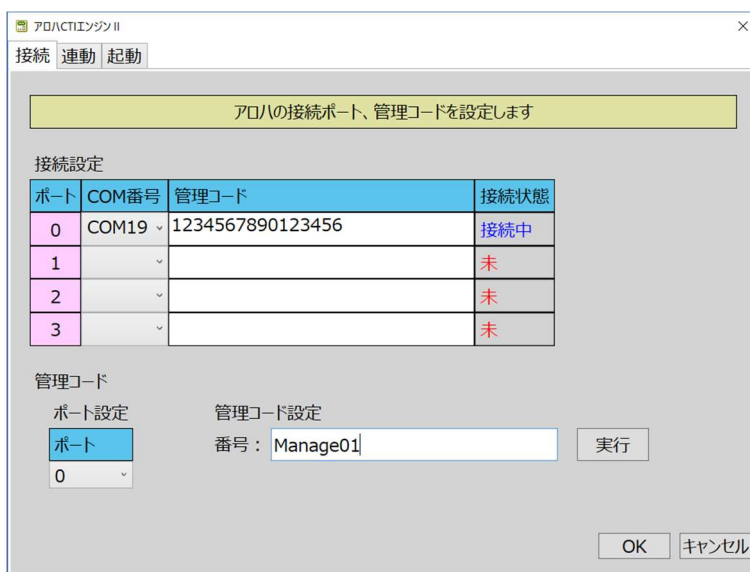 アロハCTIエンジンⅡ
接続 連動 起動
アロハの接続ポート、管理コードを設定します
接続設定
ポート COM番号 管理コード 接続状態
0 COM19 1234567890123456 接続中
1 未
2 未
3 未
管理コード
ポート設定 管理コード設定
ポート 番号： Manage01 実行
0
OK キャンセル